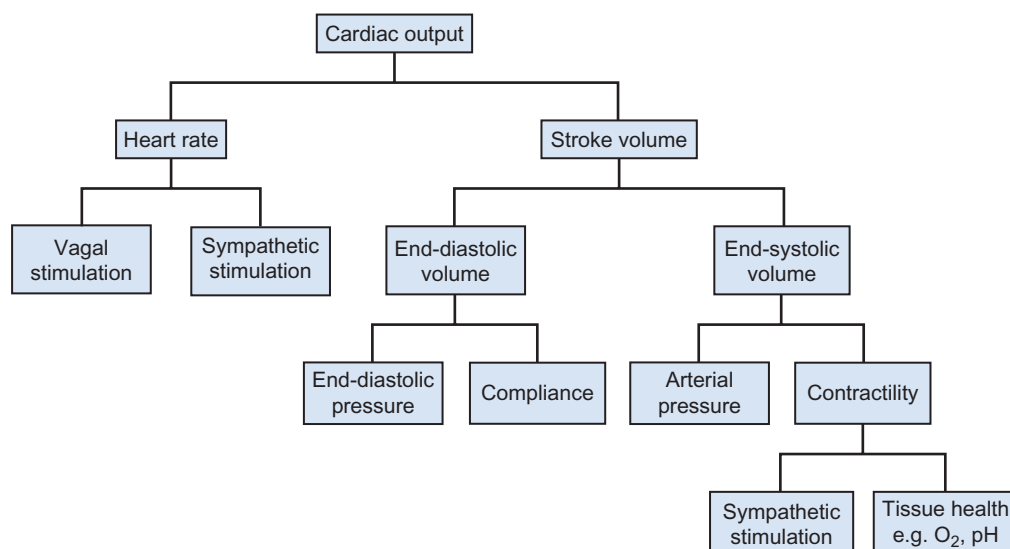 Cardiac output
Heart rate
Stroke volume
Vagal
stimulation
Sympathetic
stimulation
End-diastolic
volume
End-systolic
volume
End-diastolic
pressure
Compliance
Arterial
pressure
Contractility
Sympathetic
stimulation
Tissue health
e.g. O₂, pH